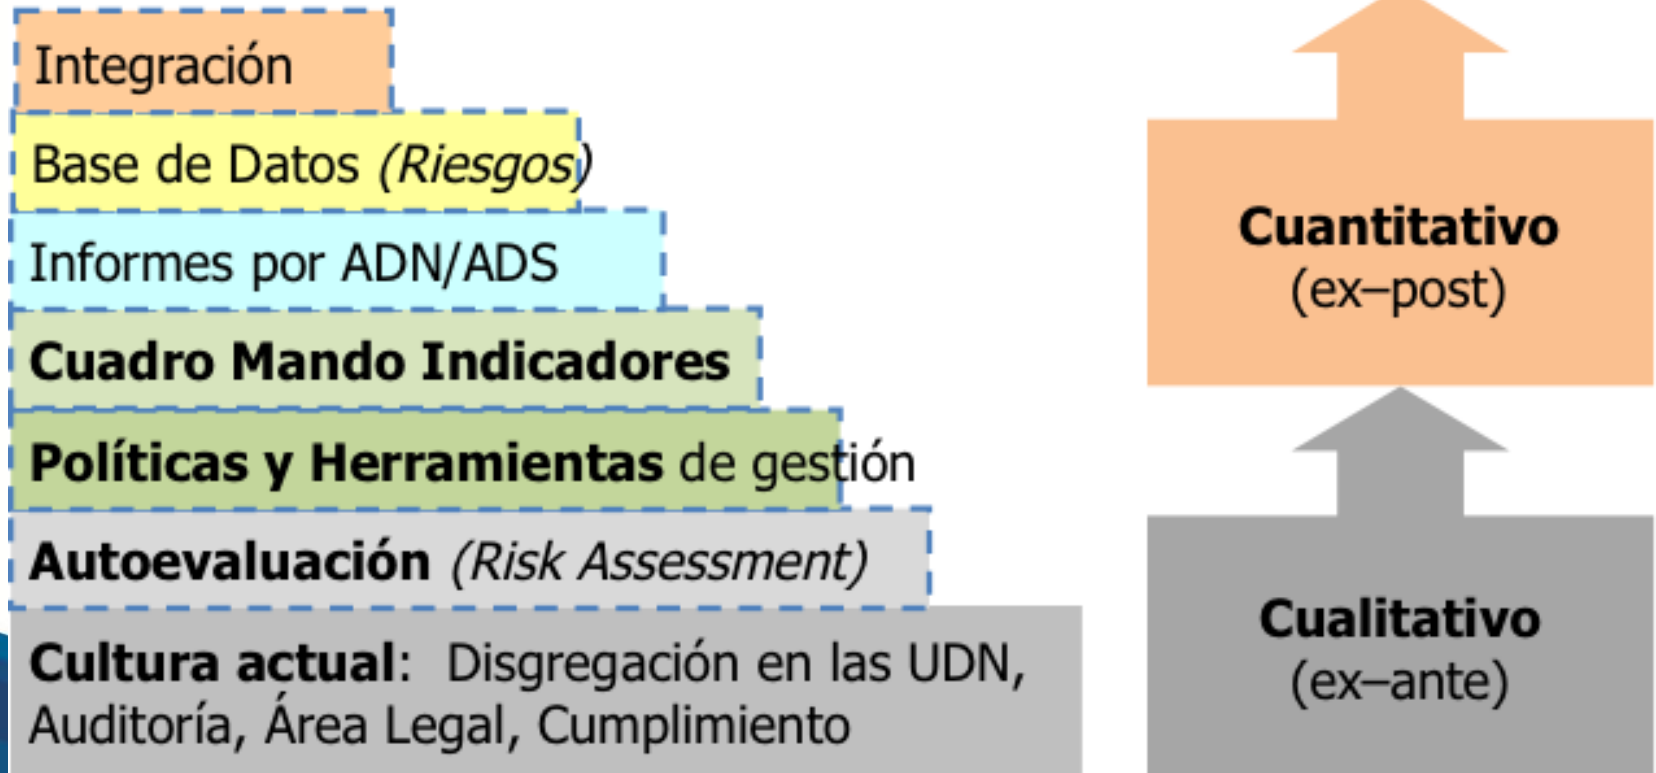 Integración
Base de Datos (Riesgos)
Informes por ADN/ADS
Cuadro Mando Indicadores
Políticas y Herramientas de gestión
Autoevaluación (Risk Assessment)
Cultura actual: Disgregación en las UDN,
Auditoría, Área Legal, Cumplimiento
Cuantitativo
(ex–post)
Cualitativo
(ex–ante)